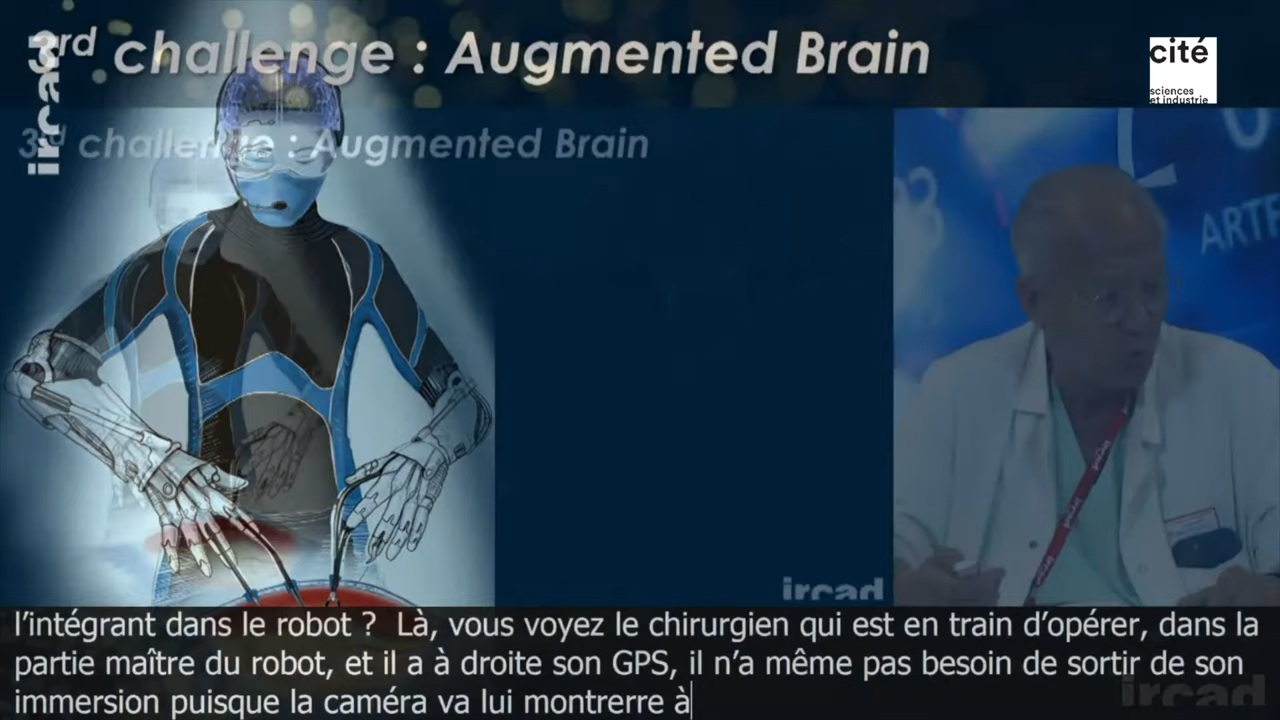 3rd challenge : Augmented Brain
ircad
cité
sciences
et industrie
3rd challenge : Augmented Brain
ARTF
ircad
ircad
l’intégrant dans le robot ?  Là, vous voyez le chirurgien qui est en train d’opérer, dans la
partie maître du robot, et il a à droite son GPS, il n’a même pas besoin de sortir de son
immersion puisque la caméra va lui montrerre à
ircad